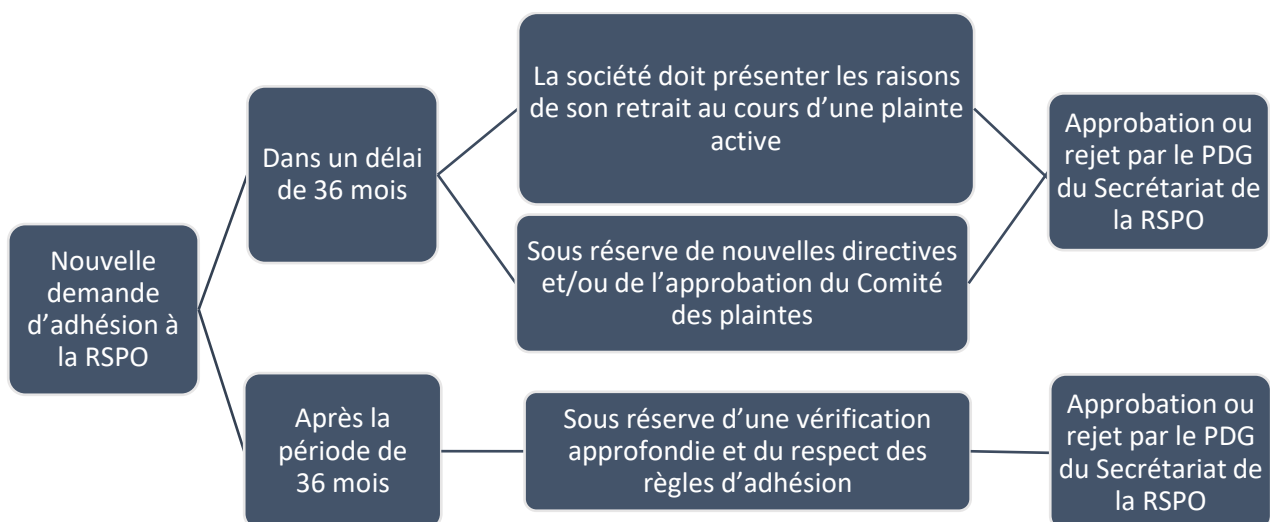 Nouvelle
demande
d’adhésion à
la RSPO
Dans un délai
de 36 mois
La société doit présenter les raisons
de son retrait au cours d’une plainte
active
Sous réserve de nouvelles directives
et/ou de l’approbation du Comité
des plaintes
Approbation ou
rejet par le PDG
du Secrétariat de
la RSPO
Après la
période de
36 mois
Sous réserve d’une vérification
approfondie et du respect des
règles d’adhésion
Approbation ou
rejet par le PDG
du Secrétariat de
la RSPO